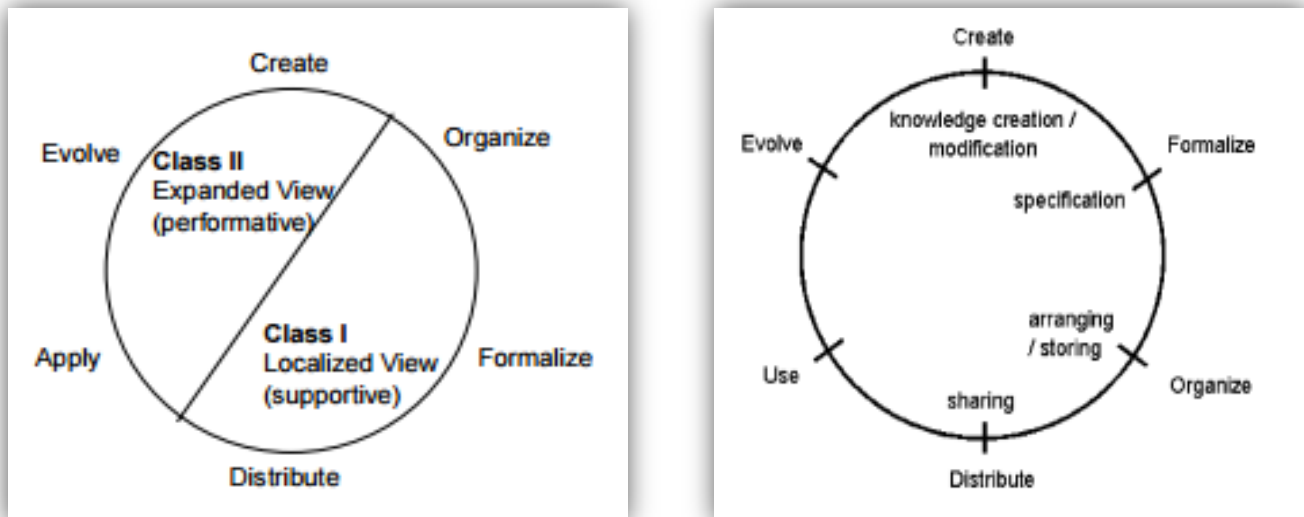 Create
Evolve
Organize
Class II
Expanded View
(performative)
Class I
Localized View
(supportive)
Apply
Formalize
Distribute
Create
knowledge creation /
modification
Evolve
Formalize
specification
arranging
/ storing
Use
Organize
sharing
Distribute